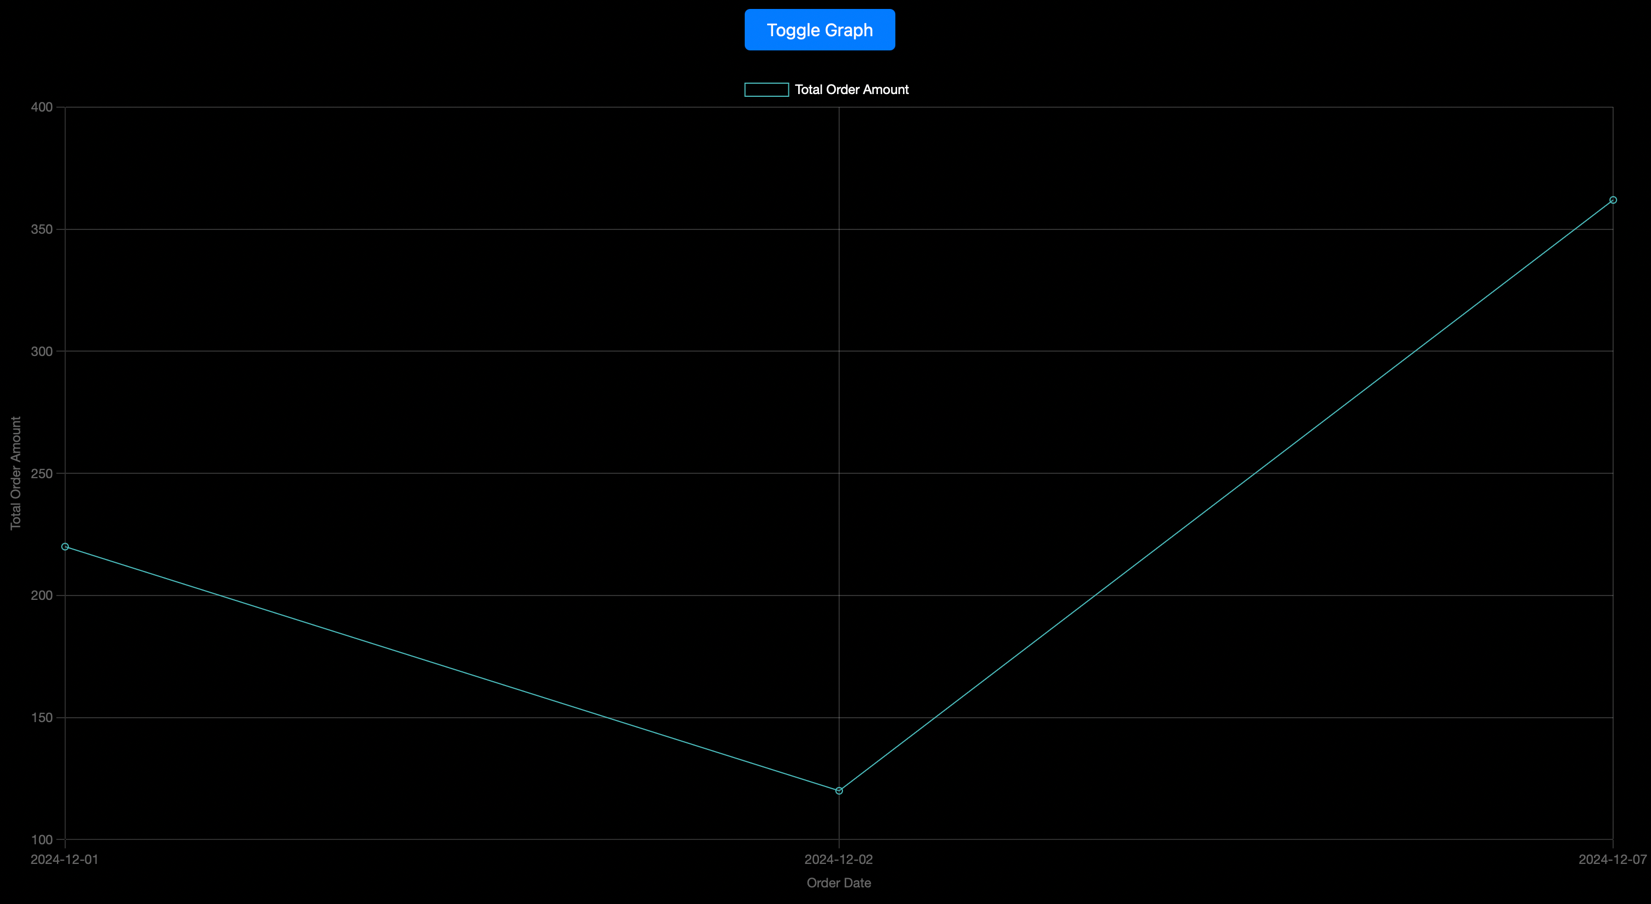 Toggle Graph
Total Order Amount
400
350
300
250
200
150
100
Total Order Amount
2024-12-01
2024-12-02
2024-12-07
Order Date